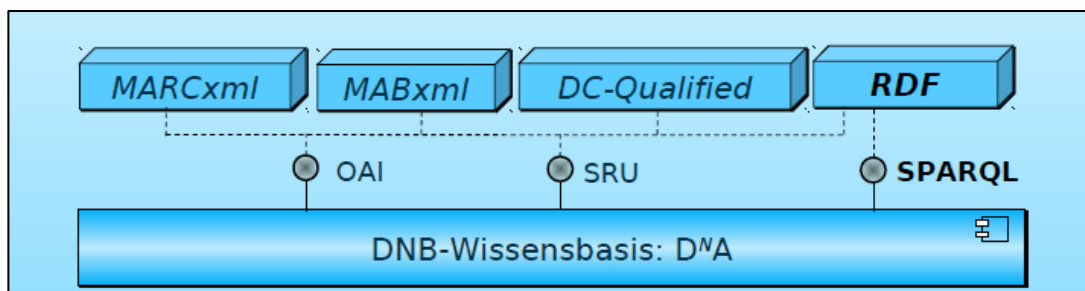 MARCxml MABxml DC-Qualified RDF
OAI SRU SPARQL
DNB-Wissensbasis: DᴺA